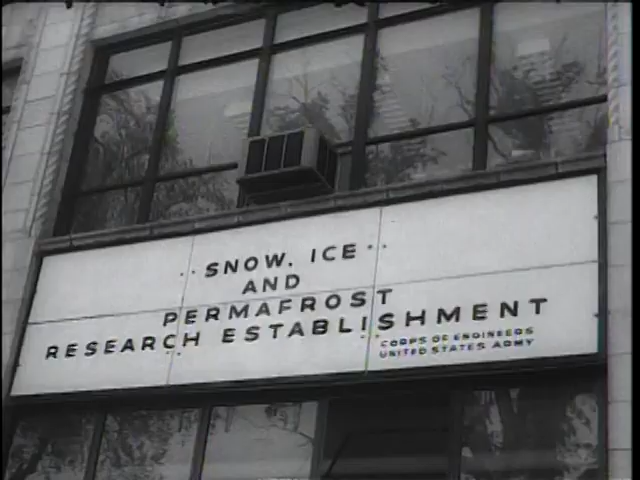 SNOW, ICE
AND
PERMAFROST
RESEARCH ESTABLISHMENT
CORPS OF ENGINEERS
UNITED STATES ARMY